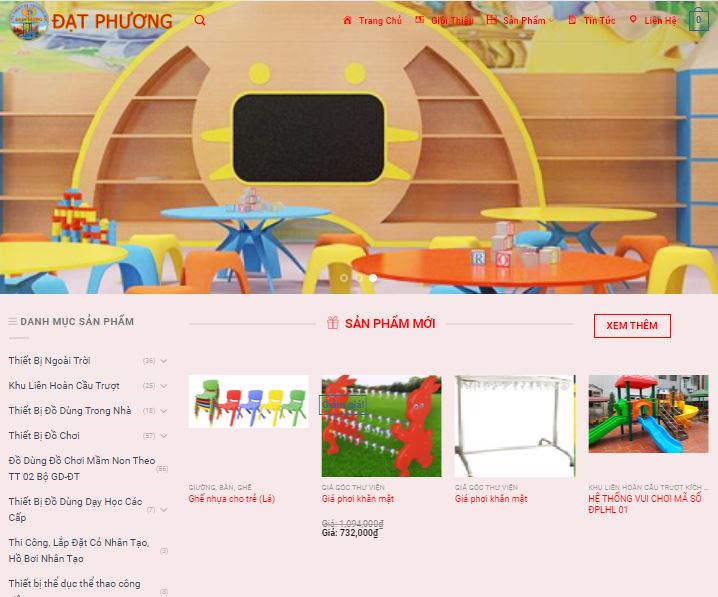 ĐẠT PHƯƠNG
Trang Chủ
Giới Thiệu
Sản Phẩm
Tin Tức
Liên Hệ
0
R O
DANH MỤC SẢN PHẨM
Thiết Bị Ngoài Trời (36)
Khu Liên Hoàn Cầu Trượt (25)
Thiết Bị Đồ Dùng Trong Nhà (18)
Thiết Bị Đồ Chơi (57)
Đồ Dùng Đồ Chơi Mầm Non Theo
TT 02 Bộ GD-ĐT (56)
Thiết Bị Đồ Dùng Dạy Học Các
Cấp (7)
Thi Công, Lắp Đặt Cỏ Nhân Tạo,
Hồ Bơi Nhân Tạo (3)
Thiết bị thể dục thể thao công
(8)
SẢN PHẨM MỚI
XEM THÊM
GIƯỜNG, BÀN, GHẾ
Ghế nhựa cho trẻ (Lá)
Giảm giá!
GIÁ GÓC THƯ VIỆN
Giá phơi khăn mặt
Giá: 1,094,000₫
Giá: 732,000₫
GIÁ GÓC THƯ VIỆN
Giá phơi khăn mặt
KHU LIÊN HOÀN CẦU TRƯỢT KÍCH ...
HỆ THỐNG VUI CHƠI MÃ SỐ
ĐPLHL 01